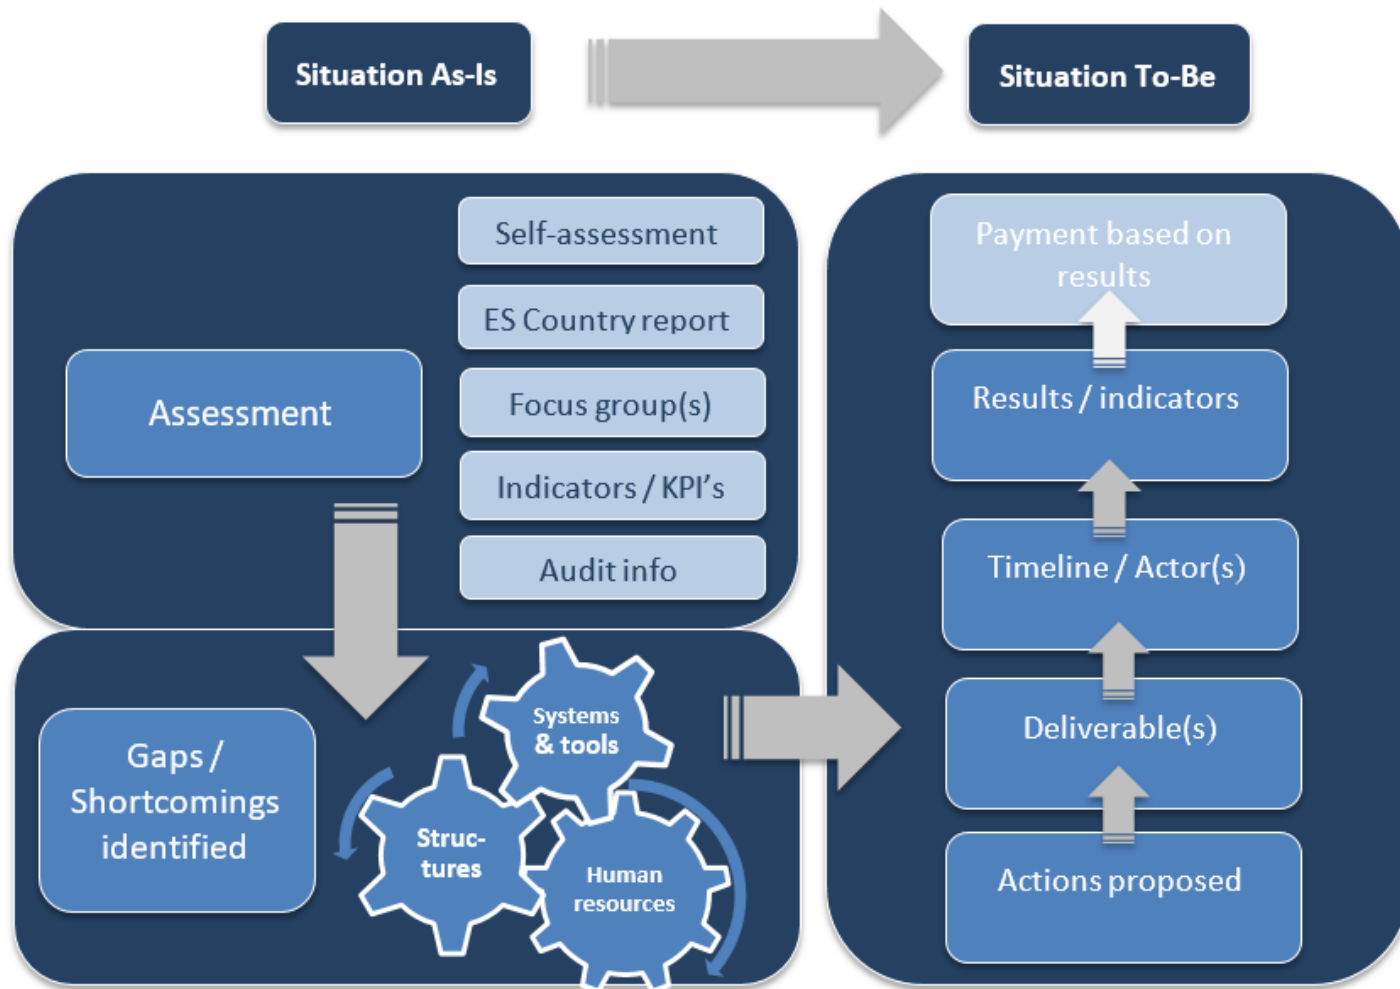 Situation As-Is
Situation To-Be
Self-assessment
ES Country report
Focus group(s)
Indicators / KPI's
Audit info
Assessment
Gaps /
Shortcomings
identified
Systems
& tools
Struc-
tures
Human
resources
Payment based on
results
Results / indicators
Timeline / Actor(s)
Deliverable(s)
Actions proposed